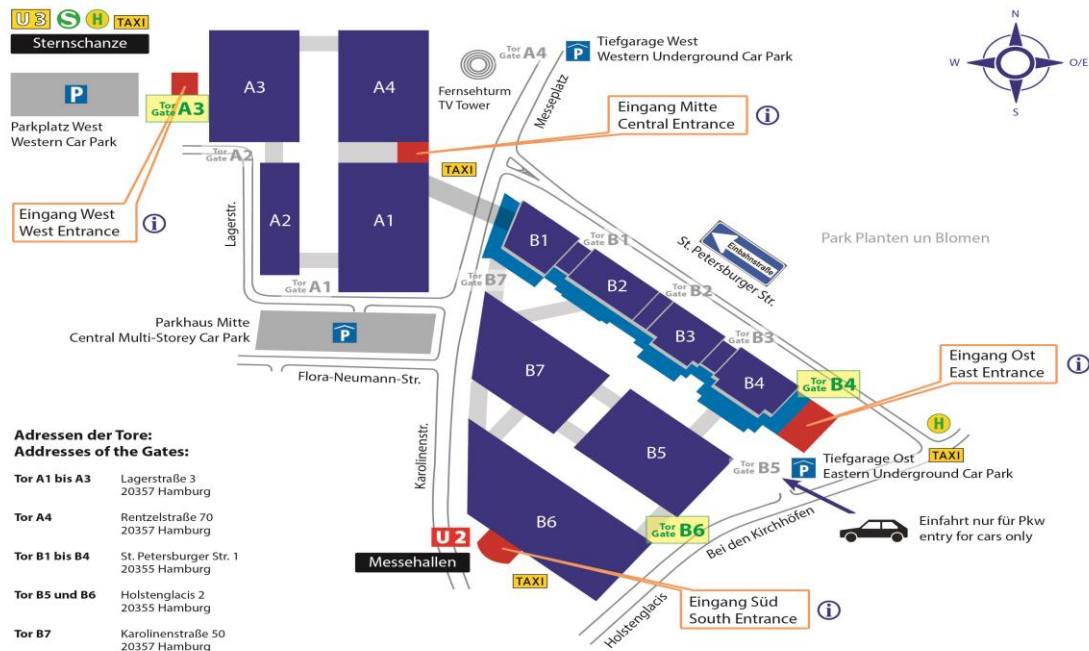 U3 S H TAXI
Sternschanze
P
Parkplatz West
Western Car Park
Tor
Gate A3
Eingang West
West Entrance
i
A3
A4
Tor
Gate A2
A2
A1
Lagerstr.
Tor
Gate A1
Fernsehturm
TV Tower
Tor
Gate A4
P
Tiefgarage West
Western Underground Car Park
Messeplatz
Eingang Mitte
Central Entrance
i
TAXI
N
W
O/E
S
Parkhaus Mitte
Central Multi-Storey Car Park
P
Flora-Neumann-Str.
B1
Tor
Gate B1
B2
Tor
Gate B2
B3
Tor
Gate B3
B4
Tor
Gate B4
Einbahnstraße
St. Petersburger Str.
Park Planten un Blomen
Tor
Gate B7
B7
B5
B6
Eingang Ost
East Entrance
i
H
TAXI
Tor
Gate B5
P
Tiefgarage Ost
Eastern Underground Car Park
Einfahrt nur für Pkw
entry for cars only
Karolinenstr.
U2
Messehallen
TAXI
Tor
Gate B6
Bei den Kirchhöfen
Holstenglacis
Eingang Süd
South Entrance
i
Adressen der Tore:
Addresses of the Gates:
Tor A1 bis A3 Lagerstraße 3
20357 Hamburg
Tor A4 Rentzelstraße 70
20357 Hamburg
Tor B1 bis B4 St. Petersburger Str. 1
20355 Hamburg
Tor B5 und B6 Holstenglacis 2
20355 Hamburg
Tor B7 Karolinenstraße 50
20357 Hamburg